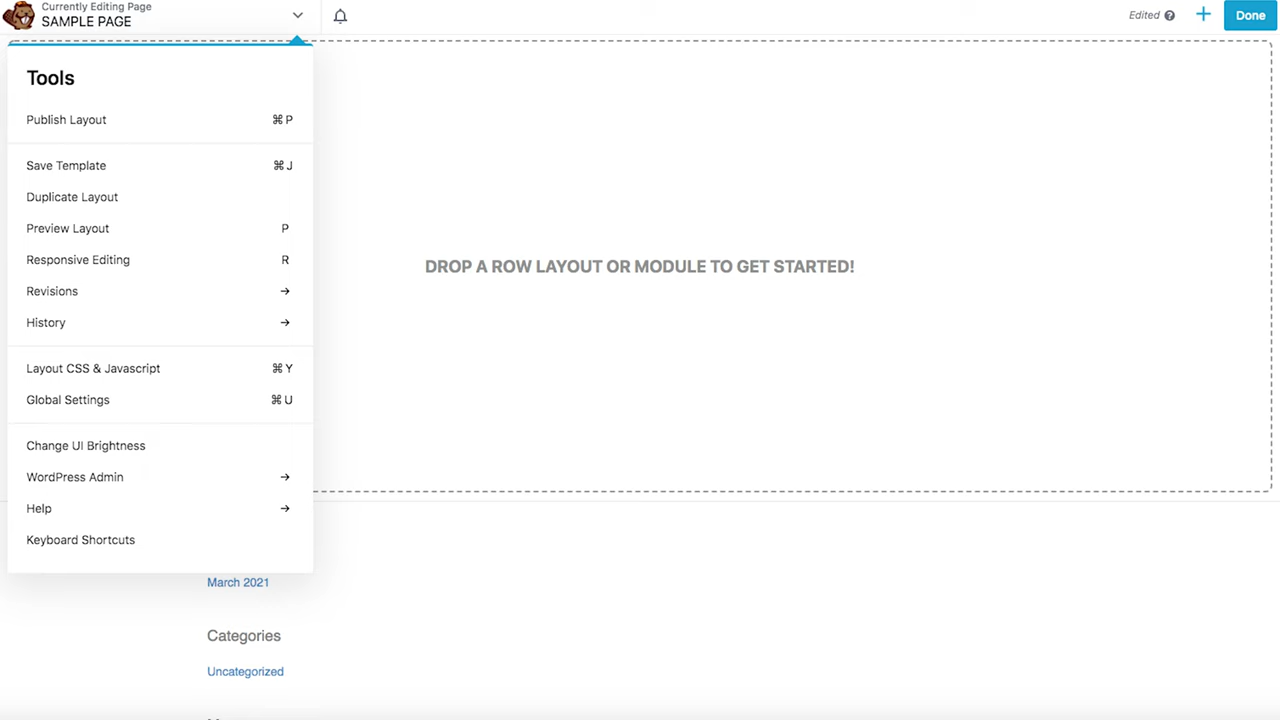 Currently Editing Page
SAMPLE PAGE
Edited
Done
Tools
Publish Layout ⌘ P
Save Template ⌘ J
Duplicate Layout
Preview Layout P
Responsive Editing R
Revisions →
History →
Layout CSS & Javascript ⌘ Y
Global Settings ⌘ U
Change UI Brightness
WordPress Admin →
Help →
Keyboard Shortcuts
DROP A ROW LAYOUT OR MODULE TO GET STARTED!
March 2021
Categories
Uncategorized